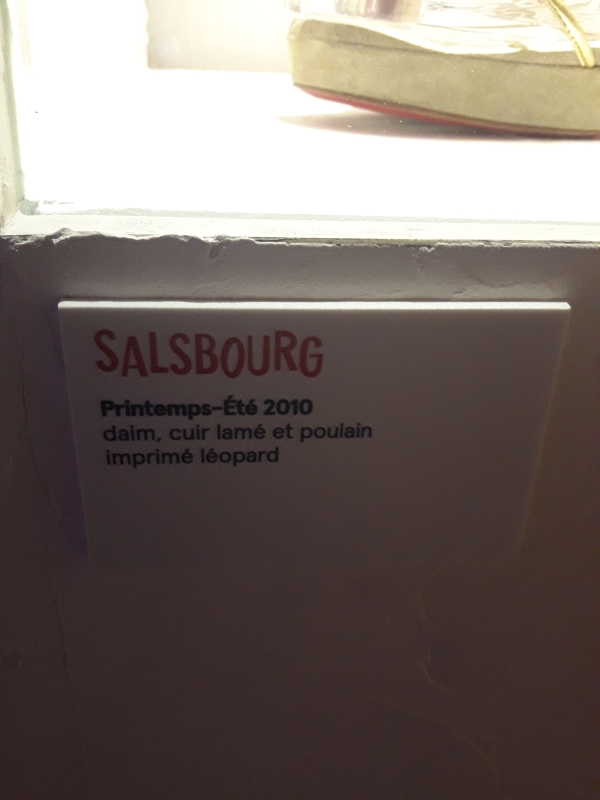 SALSBOURG
Printemps-Été 2010
daim, cuir lamé et poulain
imprimé léopard